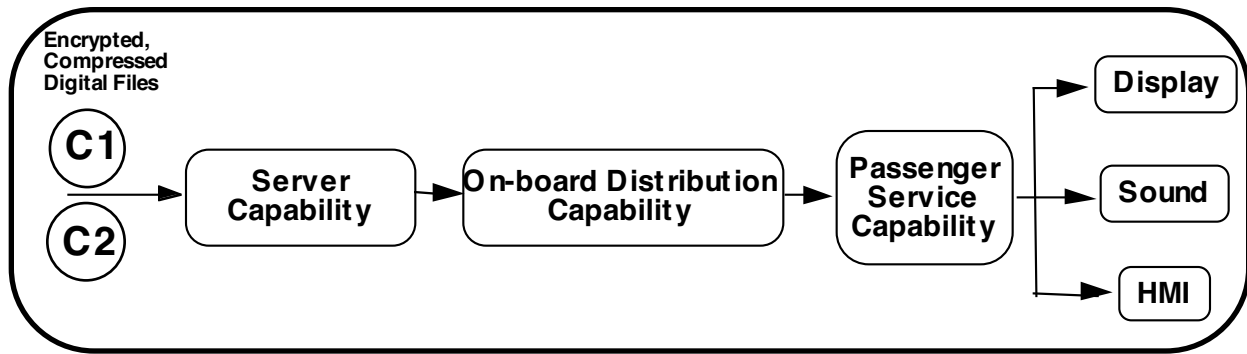 Encrypted,
Compressed
Digital Files
C1
C2
Server
Capability
On-board Distribution
Capability
Passenger
Service
Capability
Display
Sound
HMI